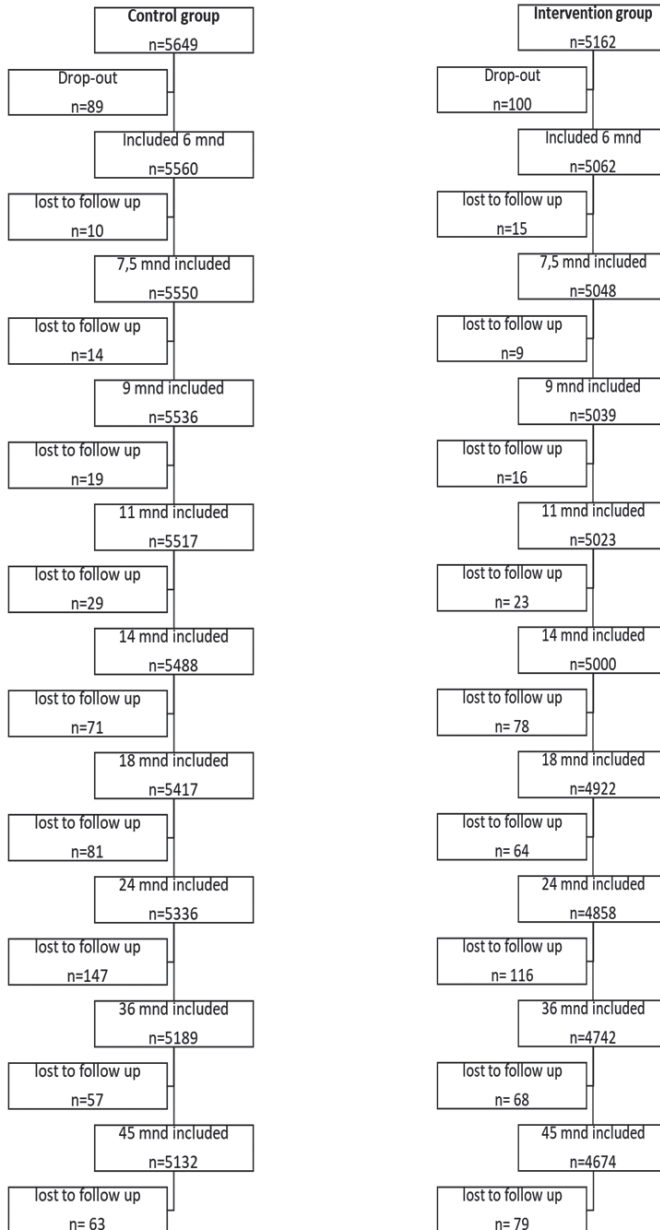 Control group
n=5649
Drop-out
n=89
Included 6 mnd
n=5560
lost to follow up
n=10
7,5 mnd included
n=5550
lost to follow up
n=14
9 mnd included
n=5536
lost to follow up
n=19
11 mnd included
n=5517
lost to follow up
n=29
14 mnd included
n=5488
lost to follow up
n=71
18 mnd included
n=5417
lost to follow up
n=81
24 mnd included
n=5336
lost to follow up
n=147
36 mnd included
n=5189
lost to follow up
n=57
45 mnd included
n=5132
lost to follow up
n= 63
Intervention group
n=5162
Drop-out
n=100
Included 6 mnd
n=5062
lost to follow up
n=15
7,5 mnd included
n=5048
lost to follow up
n=9
9 mnd included
n=5039
lost to follow up
n=16
11 mnd included
n=5023
lost to follow up
n= 23
14 mnd included
n=5000
lost to follow up
n= 78
18 mnd included
n=4922
lost to follow up
n= 64
24 mnd included
n=4858
lost to follow up
n= 116
36 mnd included
n=4742
lost to follow up
n= 68
45 mnd included
n=4674
lost to follow up
n= 79